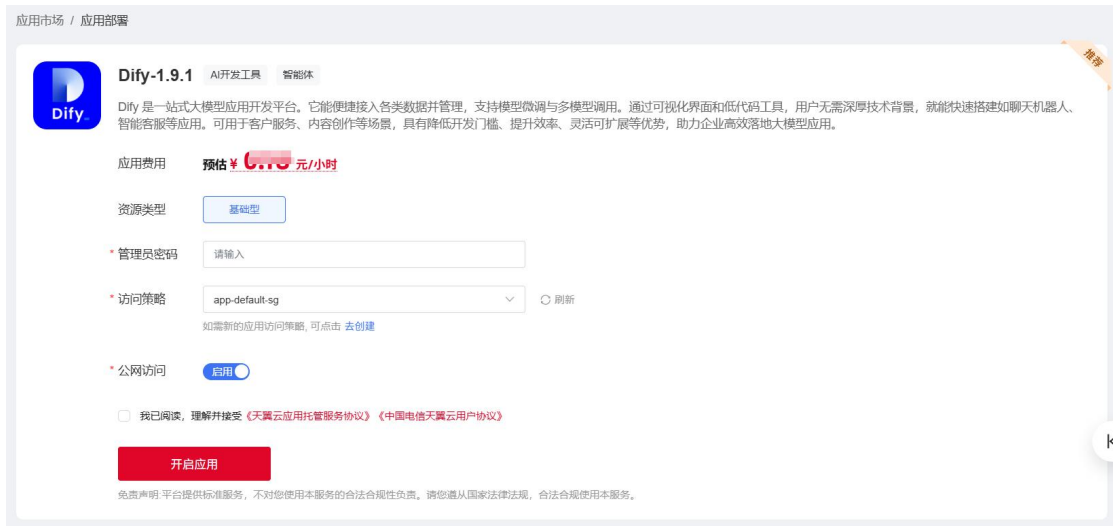 应用市场 / 应用部署
推荐
Dify
Dify-1.9.1 AI开发工具 智能体
Dify 是一站式大模型应用开发平台。它能便捷接入各类数据并管理，支持模型微调与多模型调用。通过可视化界面和低代码工具，用户无需深厚技术背景，就能快速搭建如聊天机器人、
智能客服等应用。可用于客户服务、内容创作等场景，具有降低开发门槛、提升效率、灵活可扩展等优势，助力企业高效落地大模型应用。
应用费用 预估 ¥ 元/小时
资源类型 基础型
* 管理员密码 请输入
* 访问策略 app-default-sg 刷新
如需新的应用访问策略, 可点击 去创建
* 公网访问 启用
我已阅读，理解并接受《天翼云应用托管服务协议》《中国电信天翼云用户协议》
开启应用
免责声明:平台提供标准服务，不对您使用本服务的合法合规性负责。请您遵从国家法律法规，合法合规使用本服务。